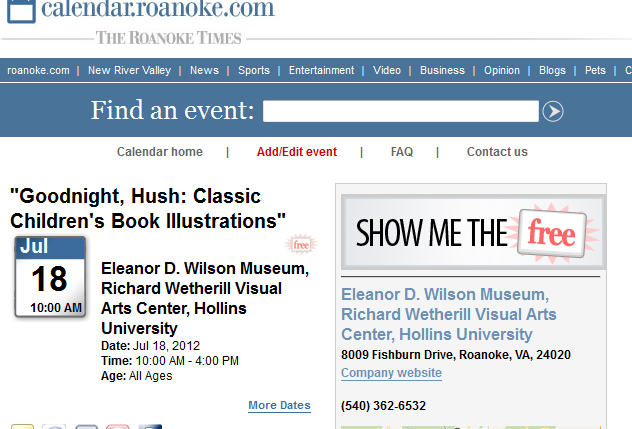 calendar.roanoke.com
THE ROANOKE TIMES
roanoke.com | New River Valley | News | Sports | Entertainment | Video | Business | Opinion | Blogs | Pets | C
Find an event:
Calendar home | Add/Edit event | FAQ | Contact us
"Goodnight, Hush: Classic
Children's Book Illustrations"
free
Jul
18
10:00 AM
Eleanor D. Wilson Museum,
Richard Wetherill Visual
Arts Center, Hollins
University
Date: Jul 18, 2012
Time: 10:00 AM - 4:00 PM
Age: All Ages
More Dates
SHOW ME THE free
Eleanor D. Wilson Museum,
Richard Wetherill Visual Arts
Center, Hollins University
8009 Fishburn Drive, Roanoke, VA, 24020
Company website
(540) 362-6532